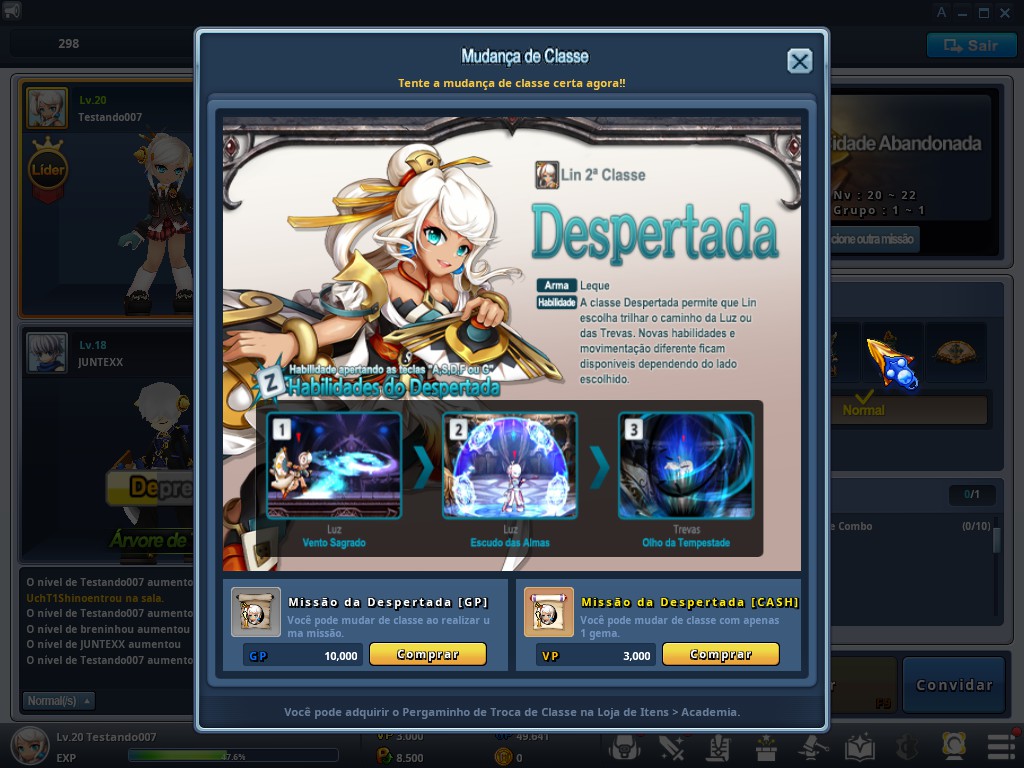 A
298
Sair
Mudança de Classe
Tente a mudança de classe certa agora!!
Lv.20
Testando007
Líder
Lin 2ª Classe
Despertada
Arma Leque
Habilidade A classe Despertada permite que Lin
escolha trilhar o caminho da Luz ou
das Trevas. Novas habilidades e
movimentação diferente ficam
disponíveis dependendo do lado
escolhido.
idade Abandonada
Nv : 20 ~ 22
Grupo : 1 ~ 1
cione outra missão
Lv.18
JUNTEXX
Depre
Árvore de
Z
Habilidade apertando as teclas "A,S,D,F ou G"
Habilidades do Despertada
1
2
3
Luz
Vento Sagrado
Luz
Escudo das Almas
Trevas
Olho da Tempestade
Normal
0/1
e Combo (0/10)
O nível de Testando007 aumento
UchT1Shinoentrou na sala.
O nível de Testando007 aumento
O nível de breninhou aumentou
O nível de JUNTEXX aumentou
O nível de Testando007 aumento
Normal(/s)
Missão da Despertada [GP]
Você pode mudar de classe ao realizar u
ma missão.
GP 10,000 Comprar
Missão da Despertada [CASH]
Você pode mudar de classe com apenas
1 gema.
VP 3,000 Comprar
r
F9
Convidar
Você pode adquirir o Pergaminho de Troca de Classe na Loja de Itens > Academia.
Lv.20 Testando007
EXP 47.6%
VP 3.000
49.641
8.500
0